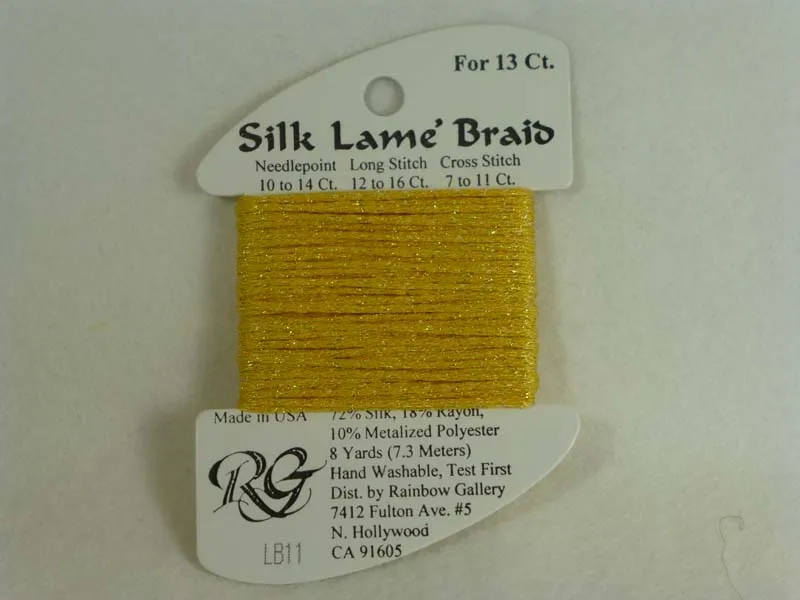 For 13 Ct.
Silk Lame' Braid
Needlepoint Long Stitch Cross Stitch
10 to 14 Ct. 12 to 16 Ct. 7 to 11 Ct.
Made in USA 72% Silk, 18% Rayon,
10% Metalized Polyester
8 Yards (7.3 Meters)
RG Hand Washable, Test First
Dist. by Rainbow Gallery
7412 Fulton Ave. #5
N. Hollywood
LB11 CA 91605